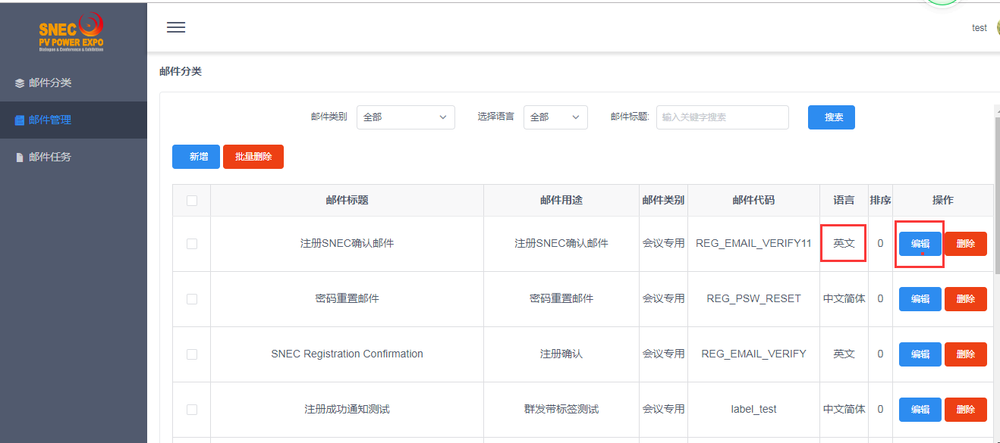 SNEC
PV POWER EXPO
Dialogue & Conference & Exhibition
test
邮件分类
邮件管理
邮件任务
邮件分类
邮件类别 全部 选择语言 全部 邮件标题: 输入关键字搜索 搜索
新增 批量删除
邮件标题 邮件用途 邮件类别 邮件代码 语言 排序 操作
注册SNEC确认邮件 注册SNEC确认邮件 会议专用 REG_EMAIL_VERIFY11 英文 0 编辑 删除
密码重置邮件 密码重置邮件 会议专用 REG_PSW_RESET 中文简体 0 编辑 删除
SNEC Registration Confirmation 注册确认 会议专用 REG_EMAIL_VERIFY 英文 0 编辑 删除
注册成功通知测试 群发带标签测试 会议专用 label_test 中文简体 0 编辑 删除